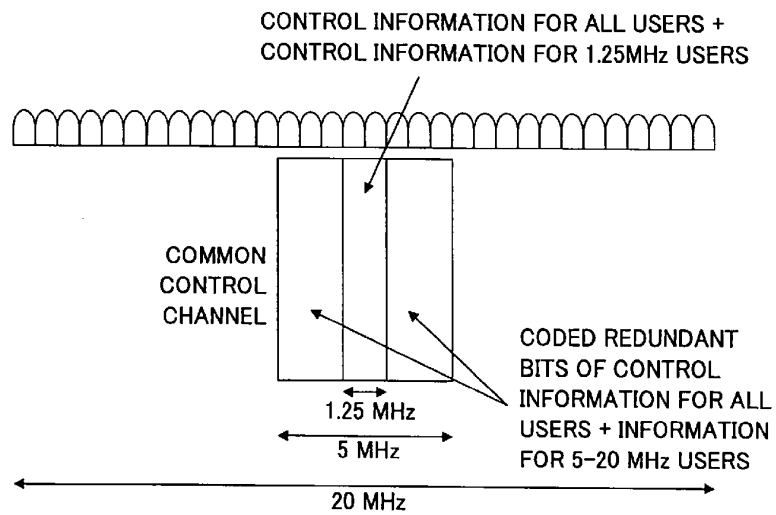 CONTROL INFORMATION FOR ALL USERS +
CONTROL INFORMATION FOR 1.25MHz USERS
COMMON
CONTROL
CHANNEL
CODED REDUNDANT
BITS OF CONTROL
INFORMATION FOR ALL
USERS + INFORMATION
FOR 5-20 MHz USERS
1.25 MHz
5 MHz
20 MHz